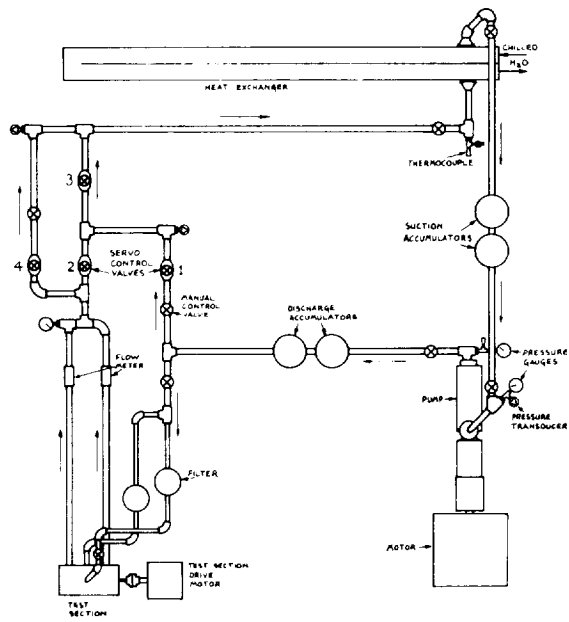 CHILLED
H2O
HEAT EXCHANGER
THERMOCOUPLE
3
SUCTION
ACCUMULATORS
SERVO
CONTROL
VALVES
4
2
1
MANUAL
CONTROL
VALVE
DISCHARGE
ACCUMULATORS
FLOW
METER
PRESSURE
GAUGES
PUMP
PRESSURE
TRANSDUCER
FILTER
MOTOR
TEST SECTION
DRIVE
MOTOR
TEST
SECTION